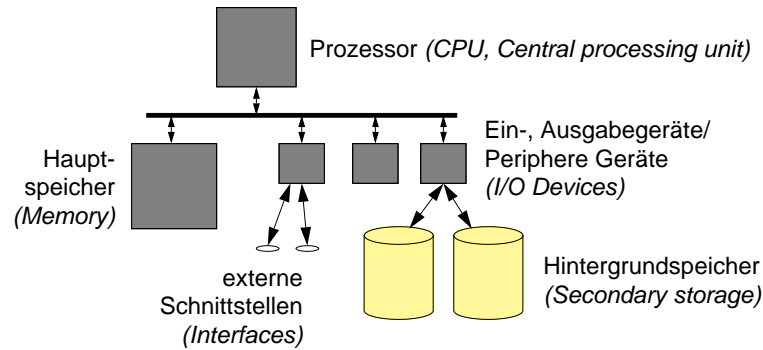 Prozessor (CPU, Central processing unit)
Haupt-
speicher
(Memory)
Ein-, Ausgabegeräte/
Periphere Geräte
(I/O Devices)
externe
Schnittstellen
(Interfaces)
Hintergrundspeicher
(Secondary storage)